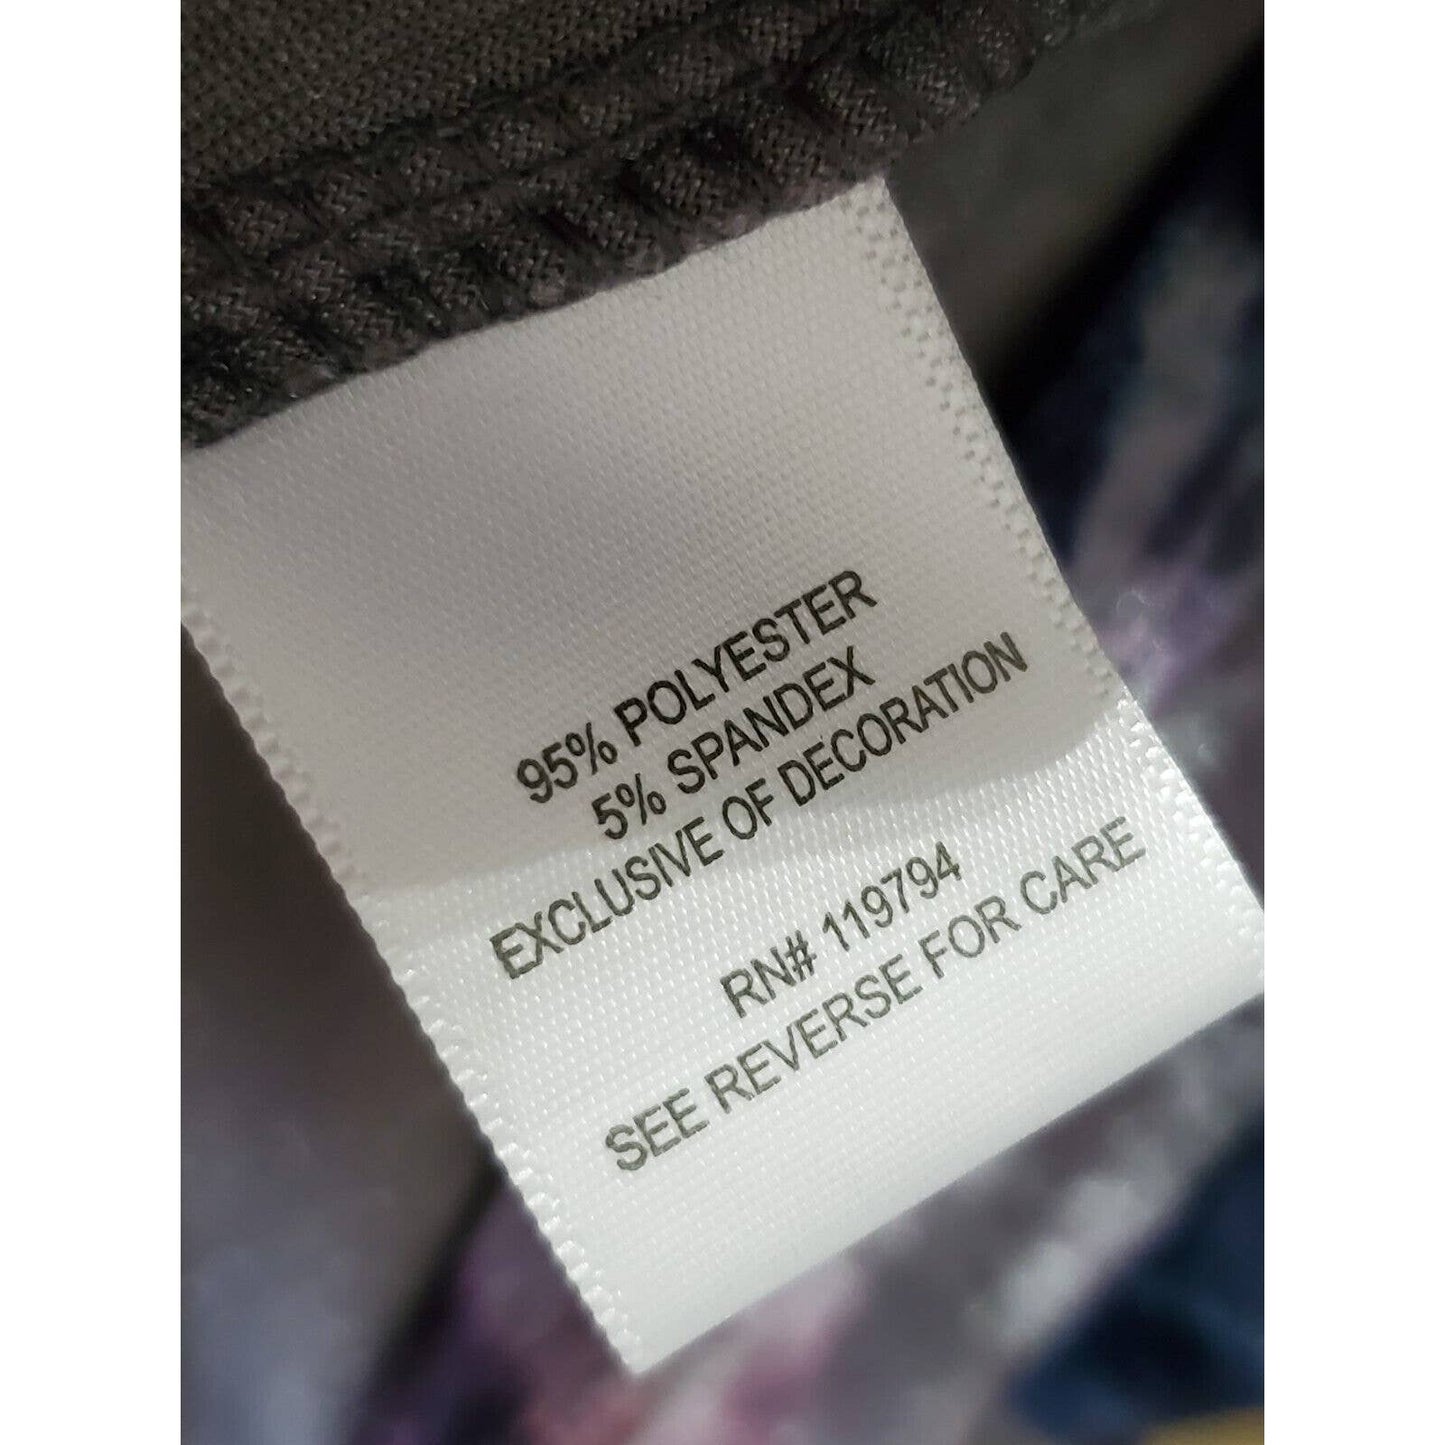 95% POLYESTER
5% SPANDEX
EXCLUSIVE OF DECORATION
RN# 119794
SEE REVERSE FOR CARE